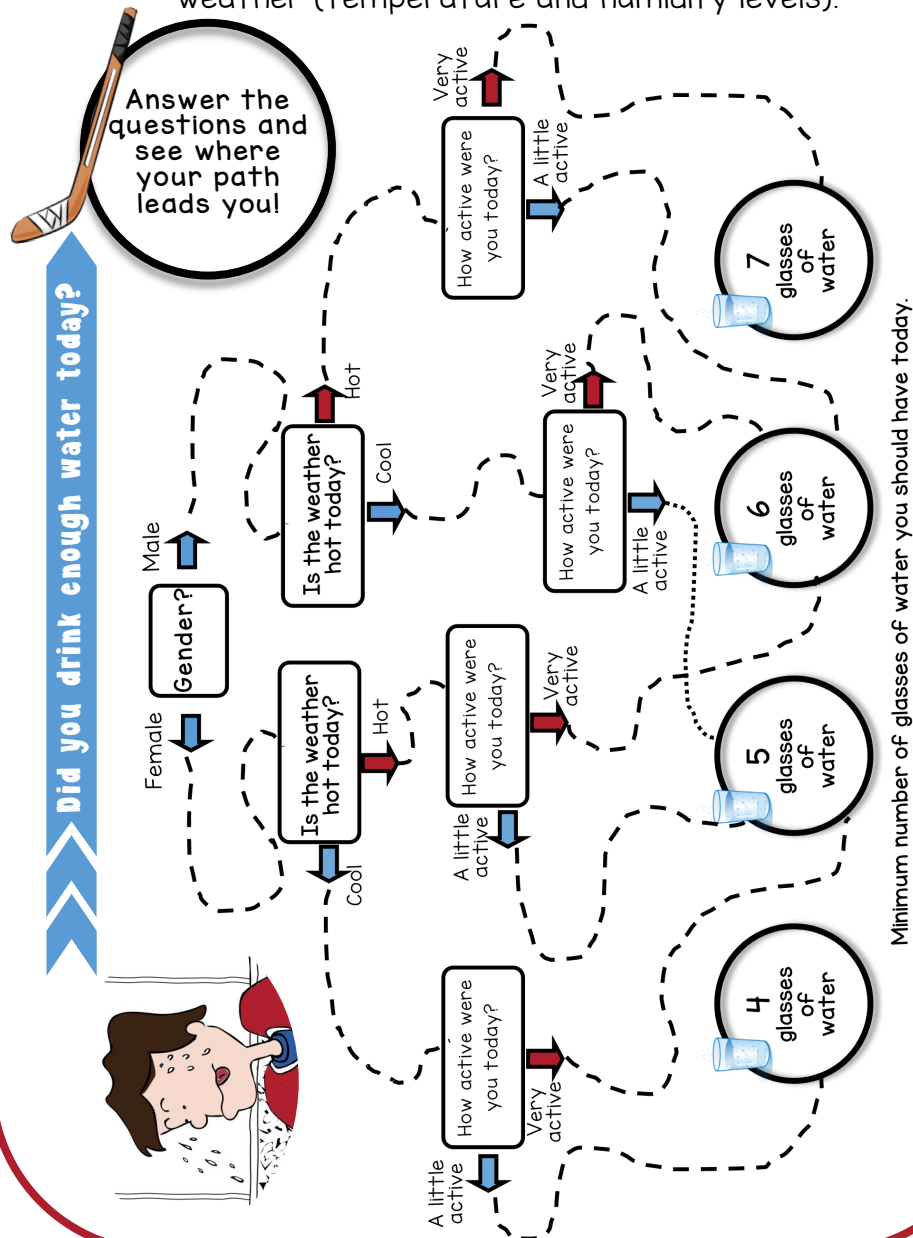 weather (temperature and humidity levels).
Answer the
questions and
see where
your path
leads you!
Did you drink enough water today?
Gender?
Female
Male
Is the weather
hot today?
Cool
Hot
Is the weather
hot today?
Cool
Hot
How active were
you today?
A little
active
Very
active
How active were
you today?
A little
active
Very
active
How active were
you today?
A little
active
Very
active
How active were
you today?
A little
active
Very
active
4
glasses
of
water
5
glasses
of
water
6
glasses
of
water
7
glasses
of
water
Minimum number of glasses of water you should have today.